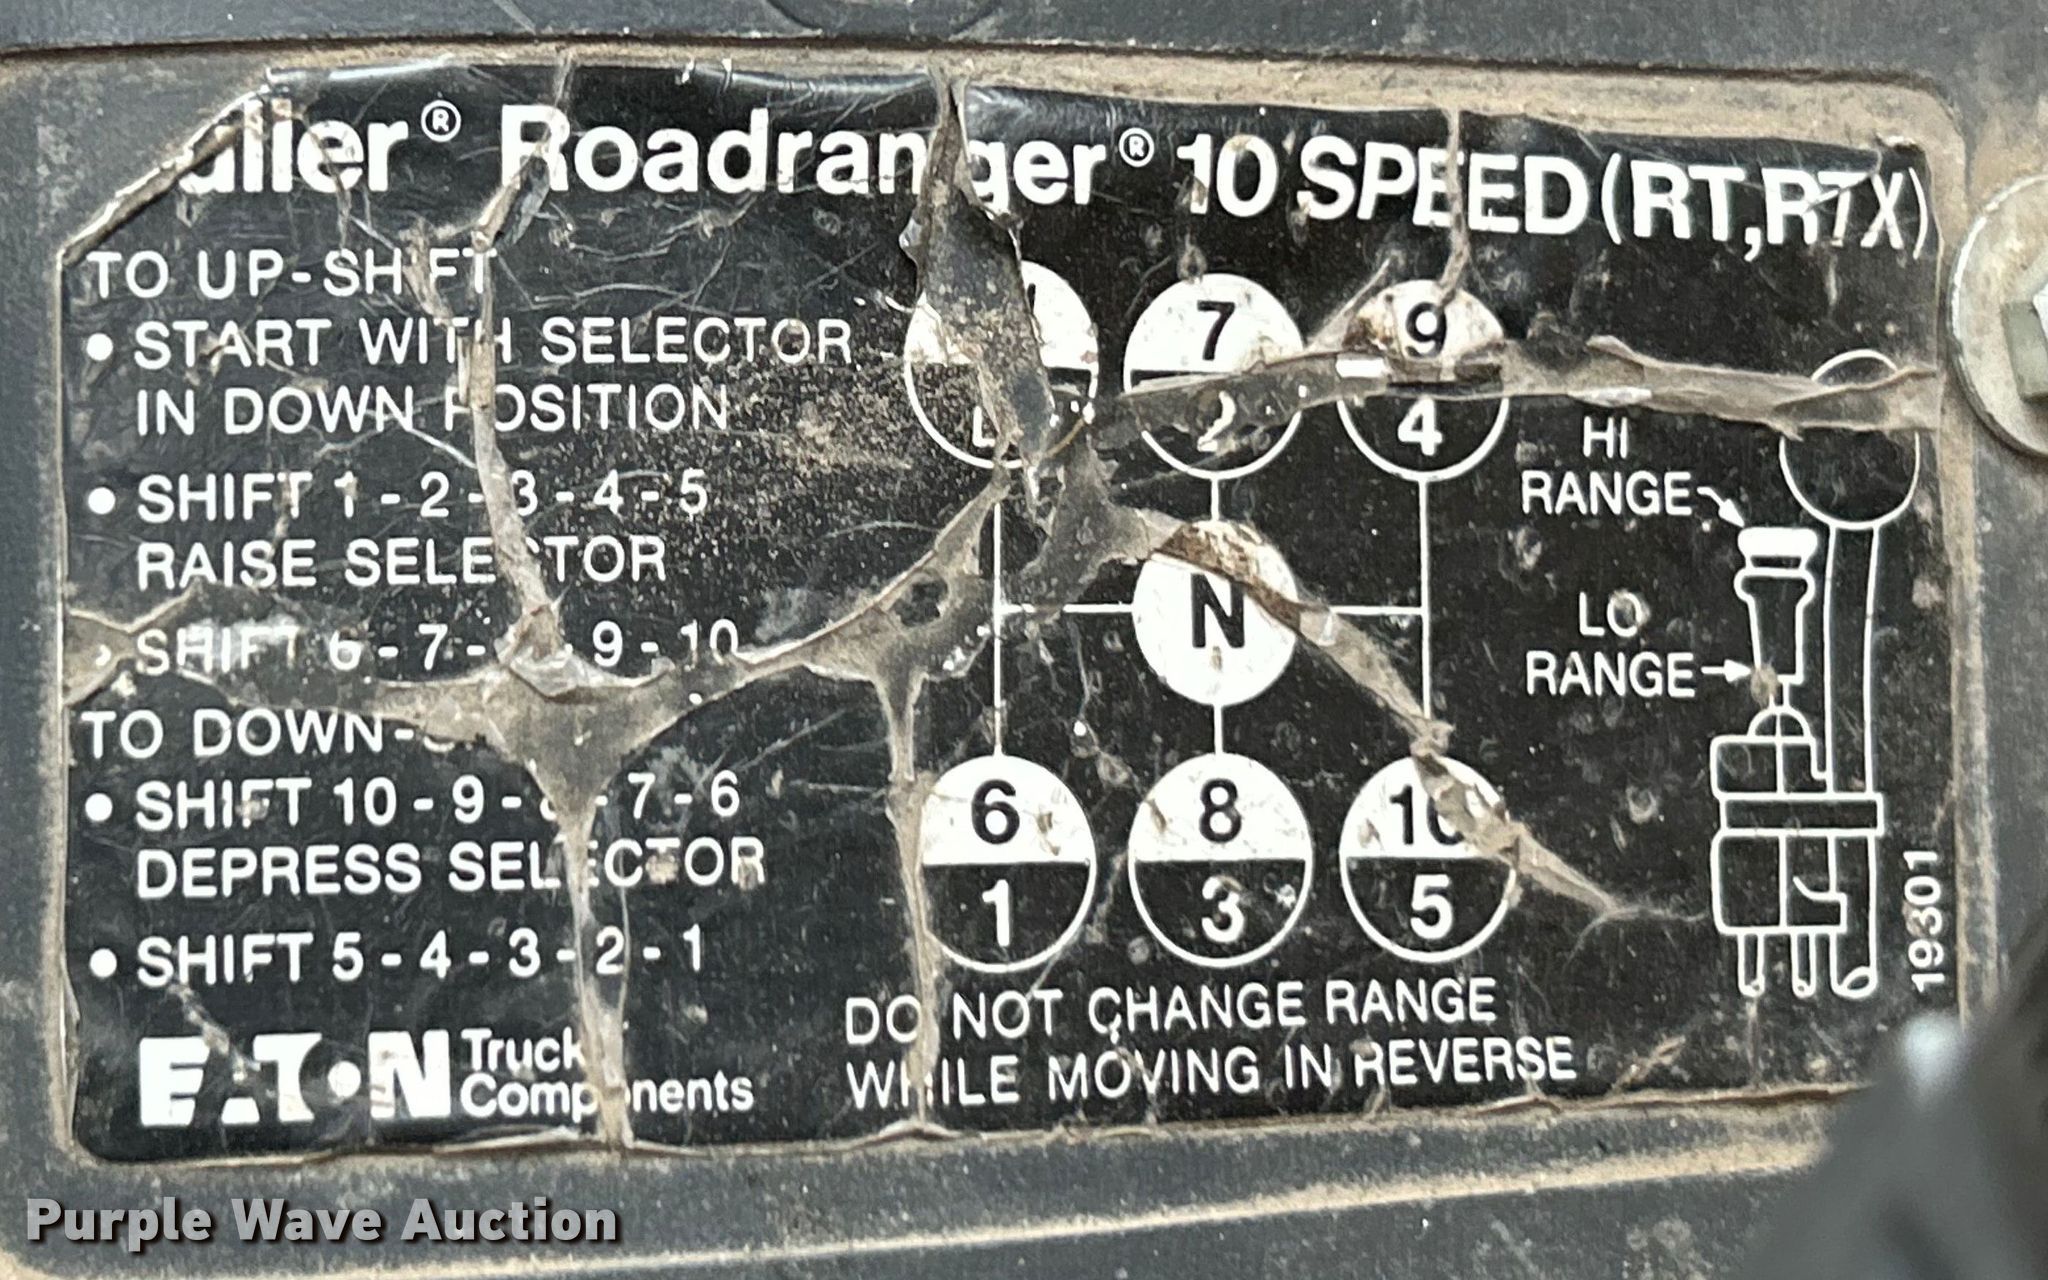 Roadranger® 10 SPEED (RT, RTX)
TO UP-SHIFT
• START WITH SELECTOR
IN DOWN POSITION
• SHIFT 1 - 2 - 3 - 4 - 5
RAISE SELECTOR
SHIFT 6 - 7 - 9 - 10
TO DOWN-
• SHIFT 10 - 9 - 8 - 7 - 6
DEPRESS SELECTOR
• SHIFT 5 - 4 - 3 - 2 - 1
EATON Truck
Components
7
2
9
4
N
6
1
8
3
10
5
HI
RANGE
LO
RANGE
DO NOT CHANGE RANGE
WHILE MOVING IN REVERSE
19301
Purple Wave Auction